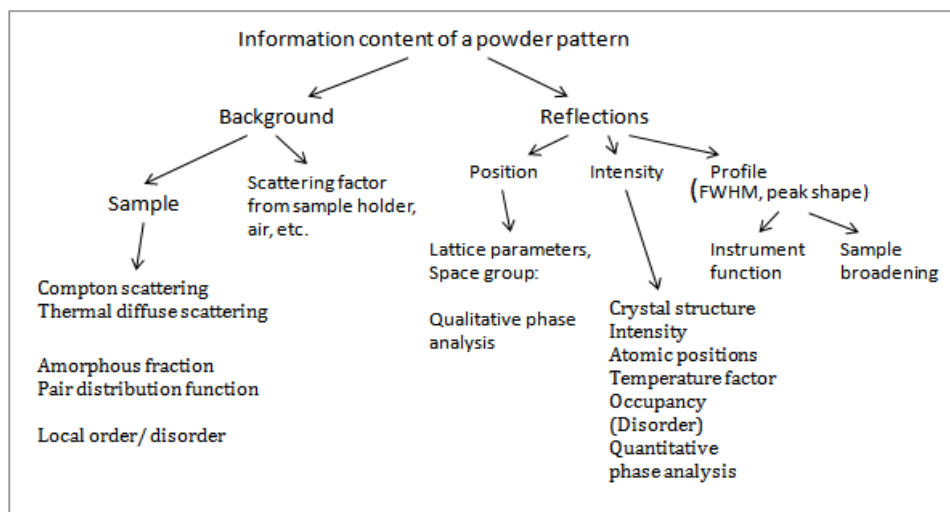 Information content of a powder pattern
Background
Reflections
Sample
Scattering factor
from sample holder,
air, etc.
Position
Intensity
Profile
(FWHM, peak shape)
Compton scattering
Thermal diffuse scattering
Amorphous fraction
Pair distribution function
Local order/ disorder
Lattice parameters,
Space group:
Qualitative phase
analysis
Crystal structure
Intensity
Atomic positions
Temperature factor
Occupancy
(Disorder)
Quantitative
phase analysis
Instrument
function
Sample
broadening